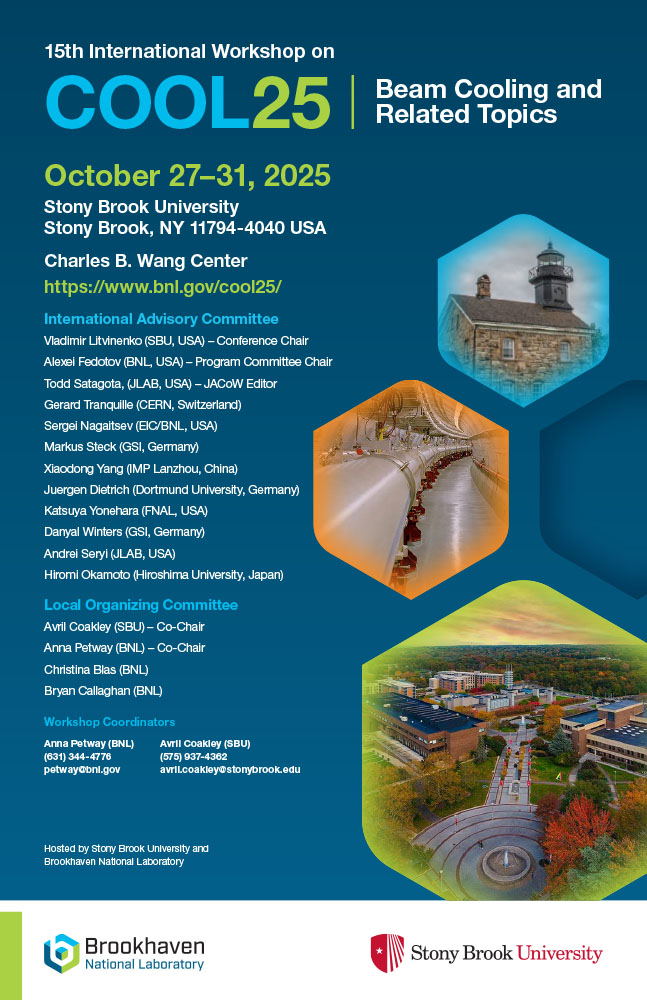 15th International Workshop on
COOL25
Beam Cooling and
Related Topics
October 27–31, 2025
Stony Brook University
Stony Brook, NY 11794-4040 USA
Charles B. Wang Center
https://www.bnl.gov/cool25/
International Advisory Committee
Vladimir Litvinenko (SBU, USA) – Conference Chair
Alexei Fedotov (BNL, USA) – Program Committee Chair
Todd Satagota, (JLAB, USA) – JACoW Editor
Gerard Tranquille (CERN, Switzerland)
Sergei Nagaitsev (EIC/BNL, USA)
Markus Steck (GSI, Germany)
Xiaodong Yang (IMP Lanzhou, China)
Juergen Dietrich (Dortmund University, Germany)
Katsuya Yonehara (FNAL, USA)
Danyal Winters (GSI, Germany)
Andrei Seryi (JLAB, USA)
Hiromi Okamoto (Hiroshima University, Japan)
Local Organizing Committee
Avril Coakley (SBU) – Co-Chair
Anna Petway (BNL) – Co-Chair
Christina Blas (BNL)
Bryan Callaghan (BNL)
Workshop Coordinators
Anna Petway (BNL)
(631) 344-4776
petway@bnl.gov
Avril Coakley (SBU)
(575) 937-4362
avril.coakley@stonybrook.edu
Hosted by Stony Brook University and
Brookhaven National Laboratory
Brookhaven
National Laboratory
Stony Brook University